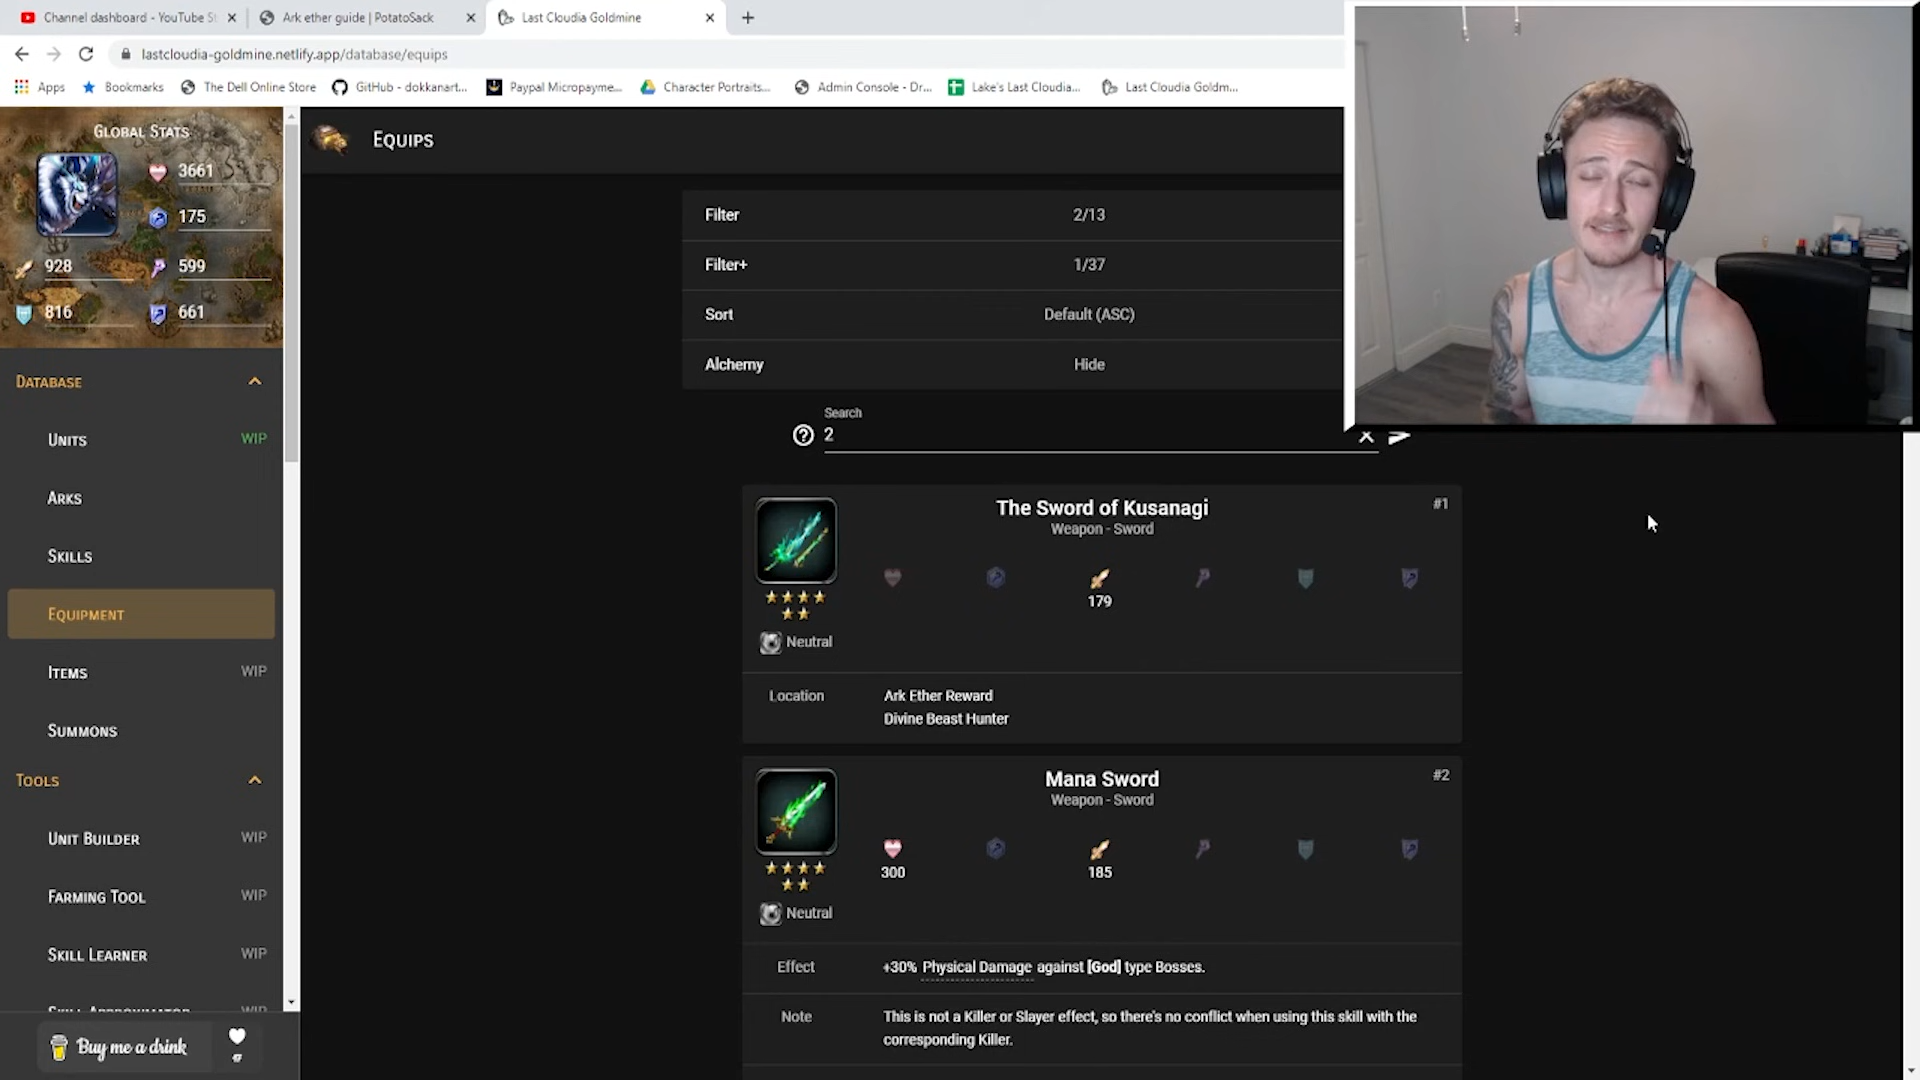 Channel dashboard - YouTube St
Ark ether guide | PotatoSack
Last Cloudia Goldmine
lastcloudia-goldmine.netlify.app/database/equips
Apps
Bookmarks
The Dell Online Store
GitHub - dokkanart...
Paypal Micropayme...
Character Portraits...
Admin Console - Dr...
Lake's Last Cloudia...
Last Cloudia Goldm...
Global Stats
3661
175
928
599
816
661
Database
Units WIP
Arks
Skills
Equipment
Items WIP
Summons
Tools
Unit Builder WIP
Farming Tool WIP
Skill Learner WIP
Skill Approximator WIP
Buy me a drink
Equips
Filter 2/13
Filter+ 1/37
Sort Default (ASC)
Alchemy Hide
Search
2
The Sword of Kusanagi #1
Weapon - Sword
179
Neutral
Location Ark Ether Reward
Divine Beast Hunter
Mana Sword #2
Weapon - Sword
300 185
Neutral
Effect +30% Physical Damage against [God] type Bosses.
Note This is not a Killer or Slayer effect, so there's no conflict when using this skill with the
corresponding Killer.